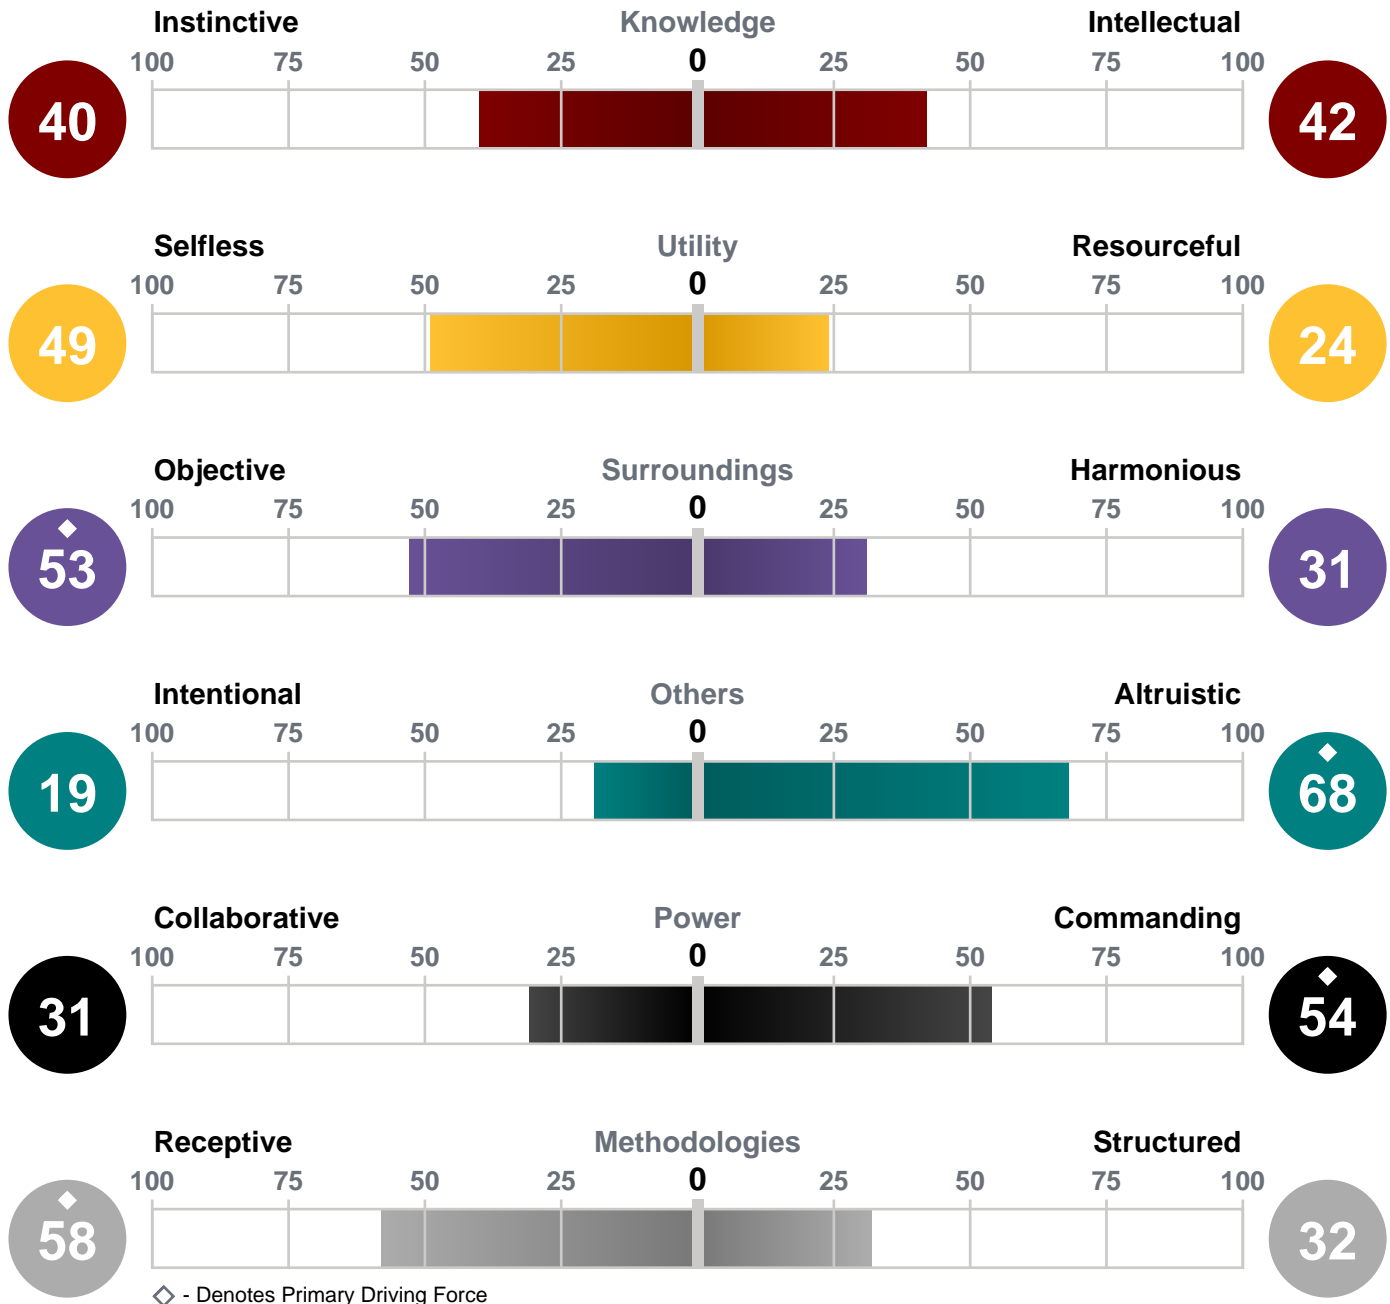 Instinctive Knowledge Intellectual
100 75 50 25 0 25 50 75 100
40 42
Selfless Utility Resourceful
100 75 50 25 0 25 50 75 100
49 24
Objective Surroundings Harmonious
100 75 50 25 0 25 50 75 100
53 31
Intentional Others Altruistic
100 75 50 25 0 25 50 75 100
19 68
Collaborative Power Commanding
100 75 50 25 0 25 50 75 100
31 54
Receptive Methodologies Structured
100 75 50 25 0 25 50 75 100
58 32
- Denotes Primary Driving Force